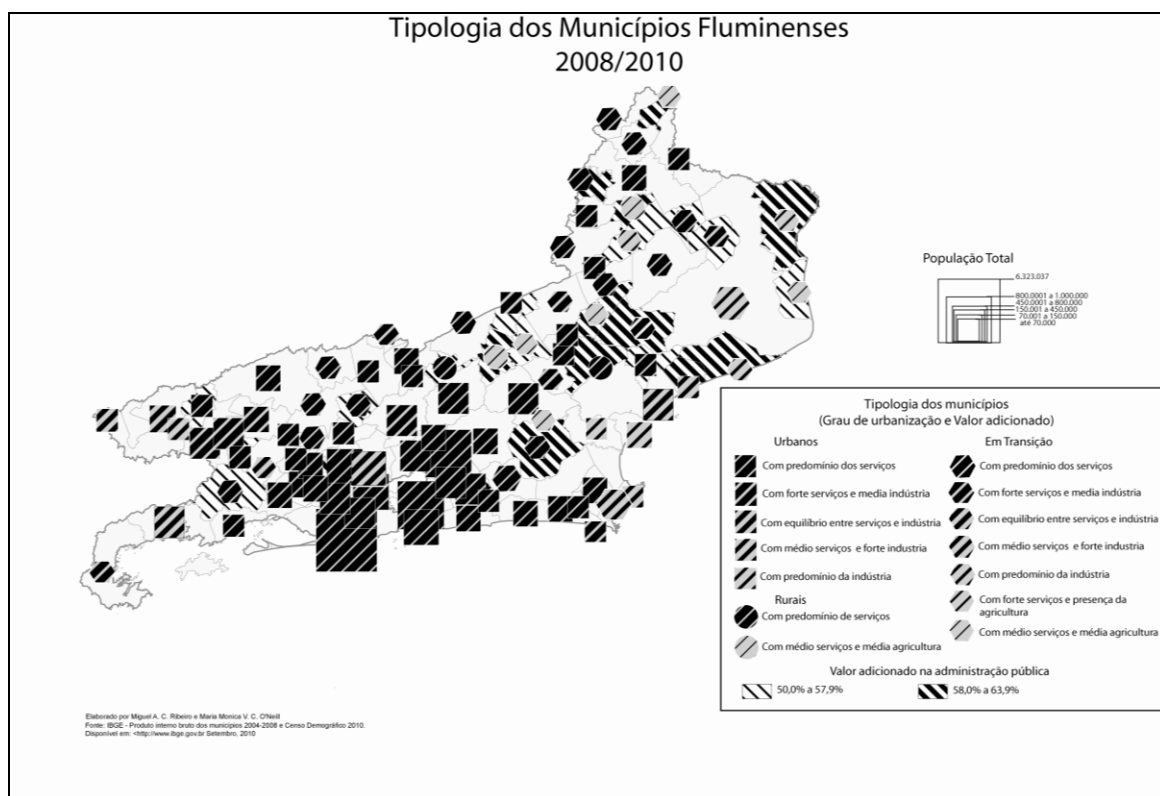 Tipologia dos Municípios Fluminenses
2008/2010
População Total
6.323.037
800.0001 a 1.000.000
450.0001 a 800.000
150.001 a 450.000
70.001 a 150.000
até 70.000
Tipologia dos municípios
(Grau de urbanização e Valor adicionado)
Urbanos
Com predomínio dos serviços
Com forte serviços e media indústria
Com equilíbrio entre serviços e indústria
Com médio serviços e forte industria
Com predomínio da indústria
Rurais
Com predomínio de serviços
Com médio serviços e média agricultura
Em Transição
Com predomínio dos serviços
Com forte serviços e media indústria
Com equilíbrio entre serviços e indústria
Com médio serviços e forte industria
Com predomínio da indústria
Com forte serviços e presença da
agricultura
Com médio serviços e média agricultura
Valor adicionado na administração pública
50,0% a 57,9%
58,0% a 63,9%
Elaborado por Miguel A. C. Ribeiro e Maria Monica V. C. O'Neill
Fonte: IBGE - Produto interno bruto dos municípios 2004-2008 e Censo Demográfico 2010.
Disponível em: <http://www.ibge.gov.br Setembro, 2010